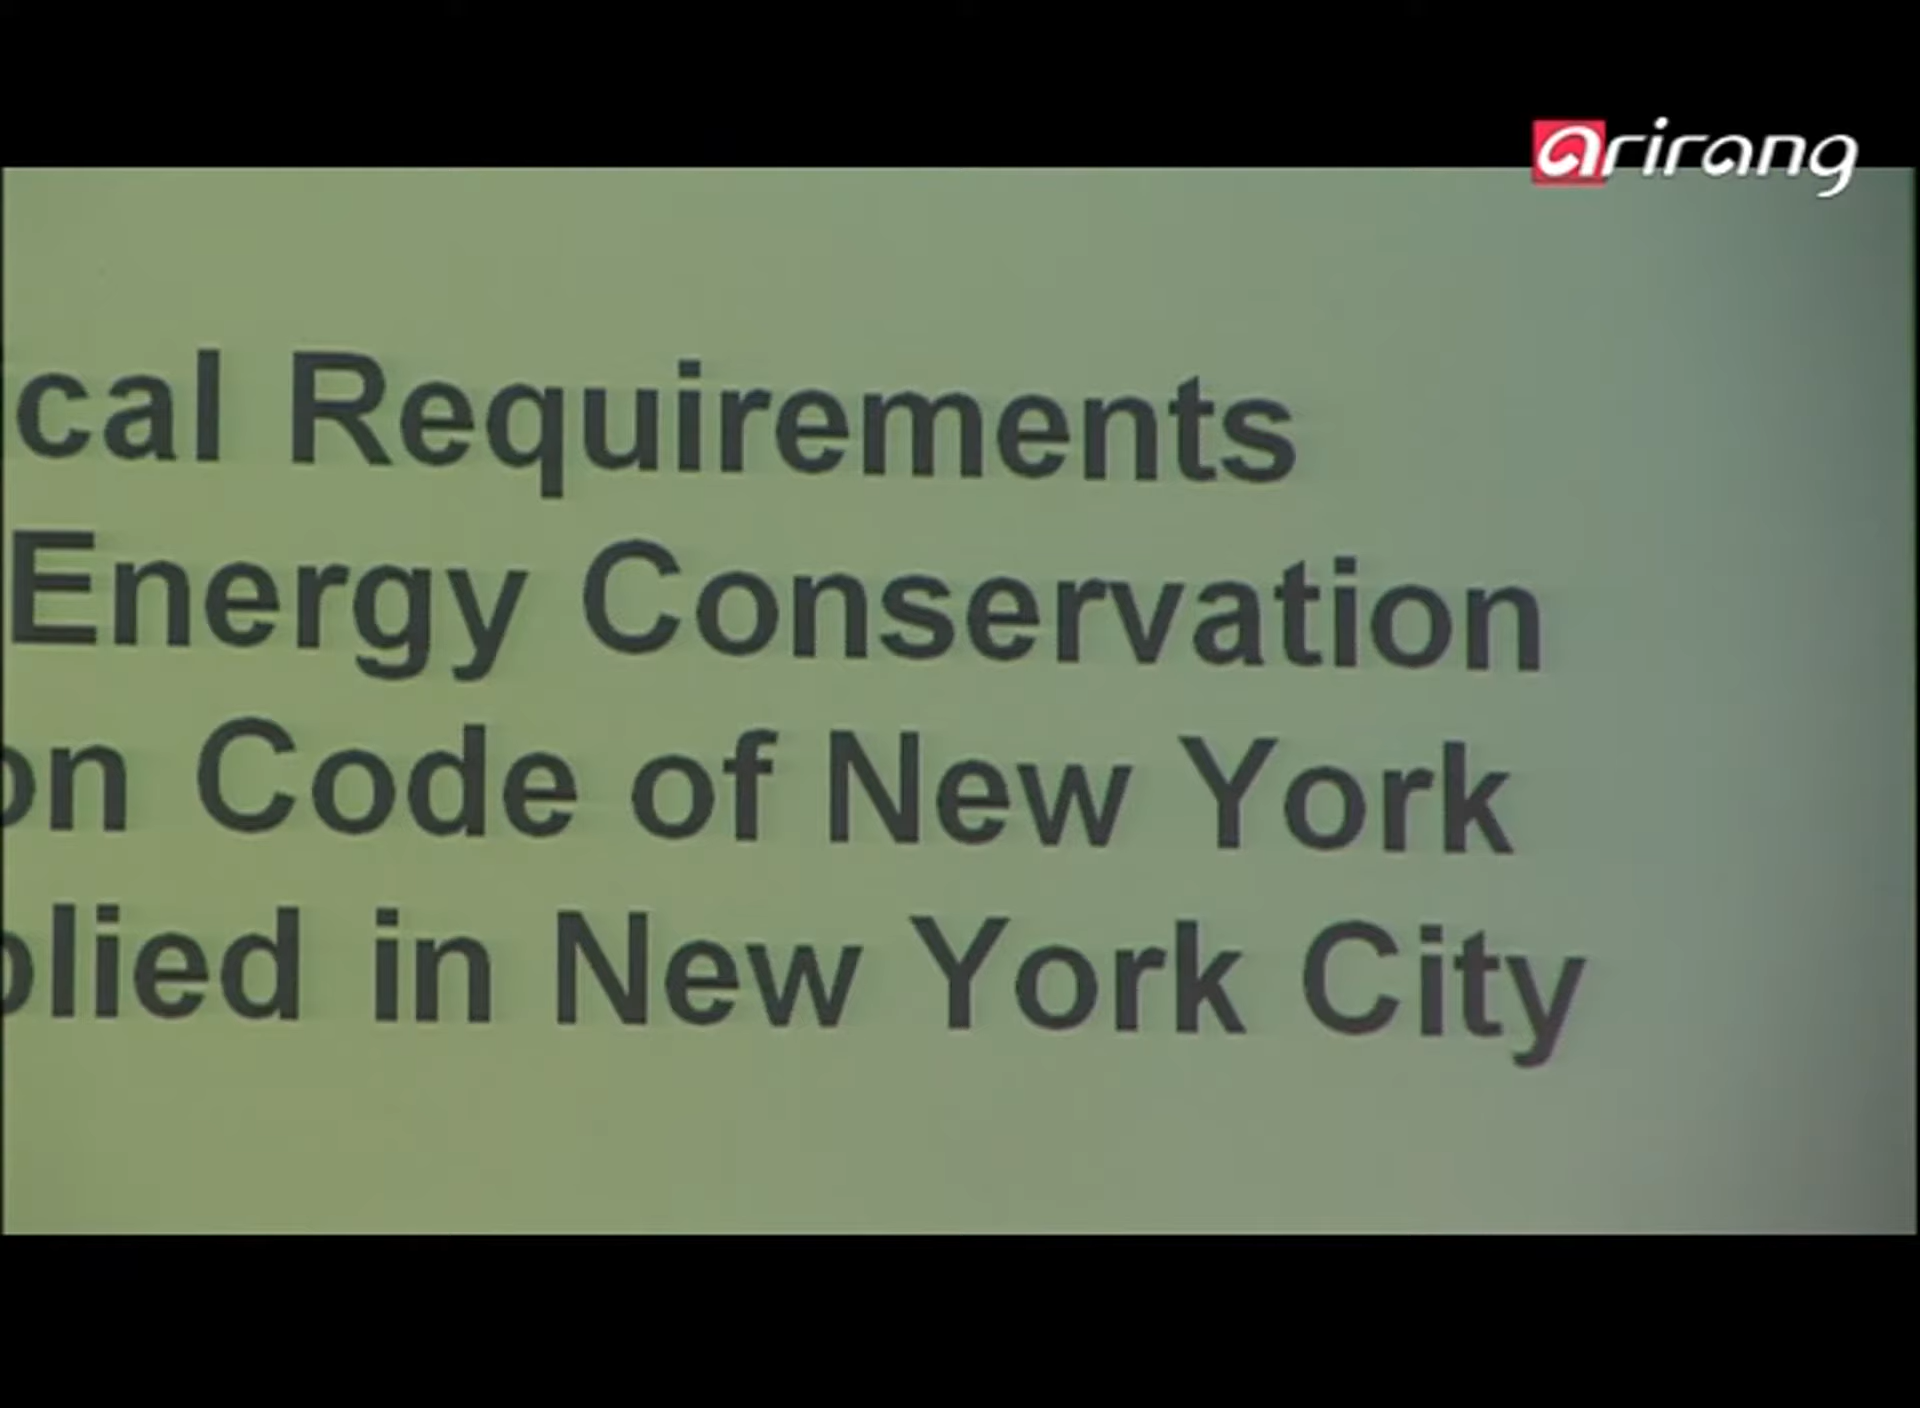 arirang
cal Requirements
Energy Conservation
on Code of New York
plied in New York City